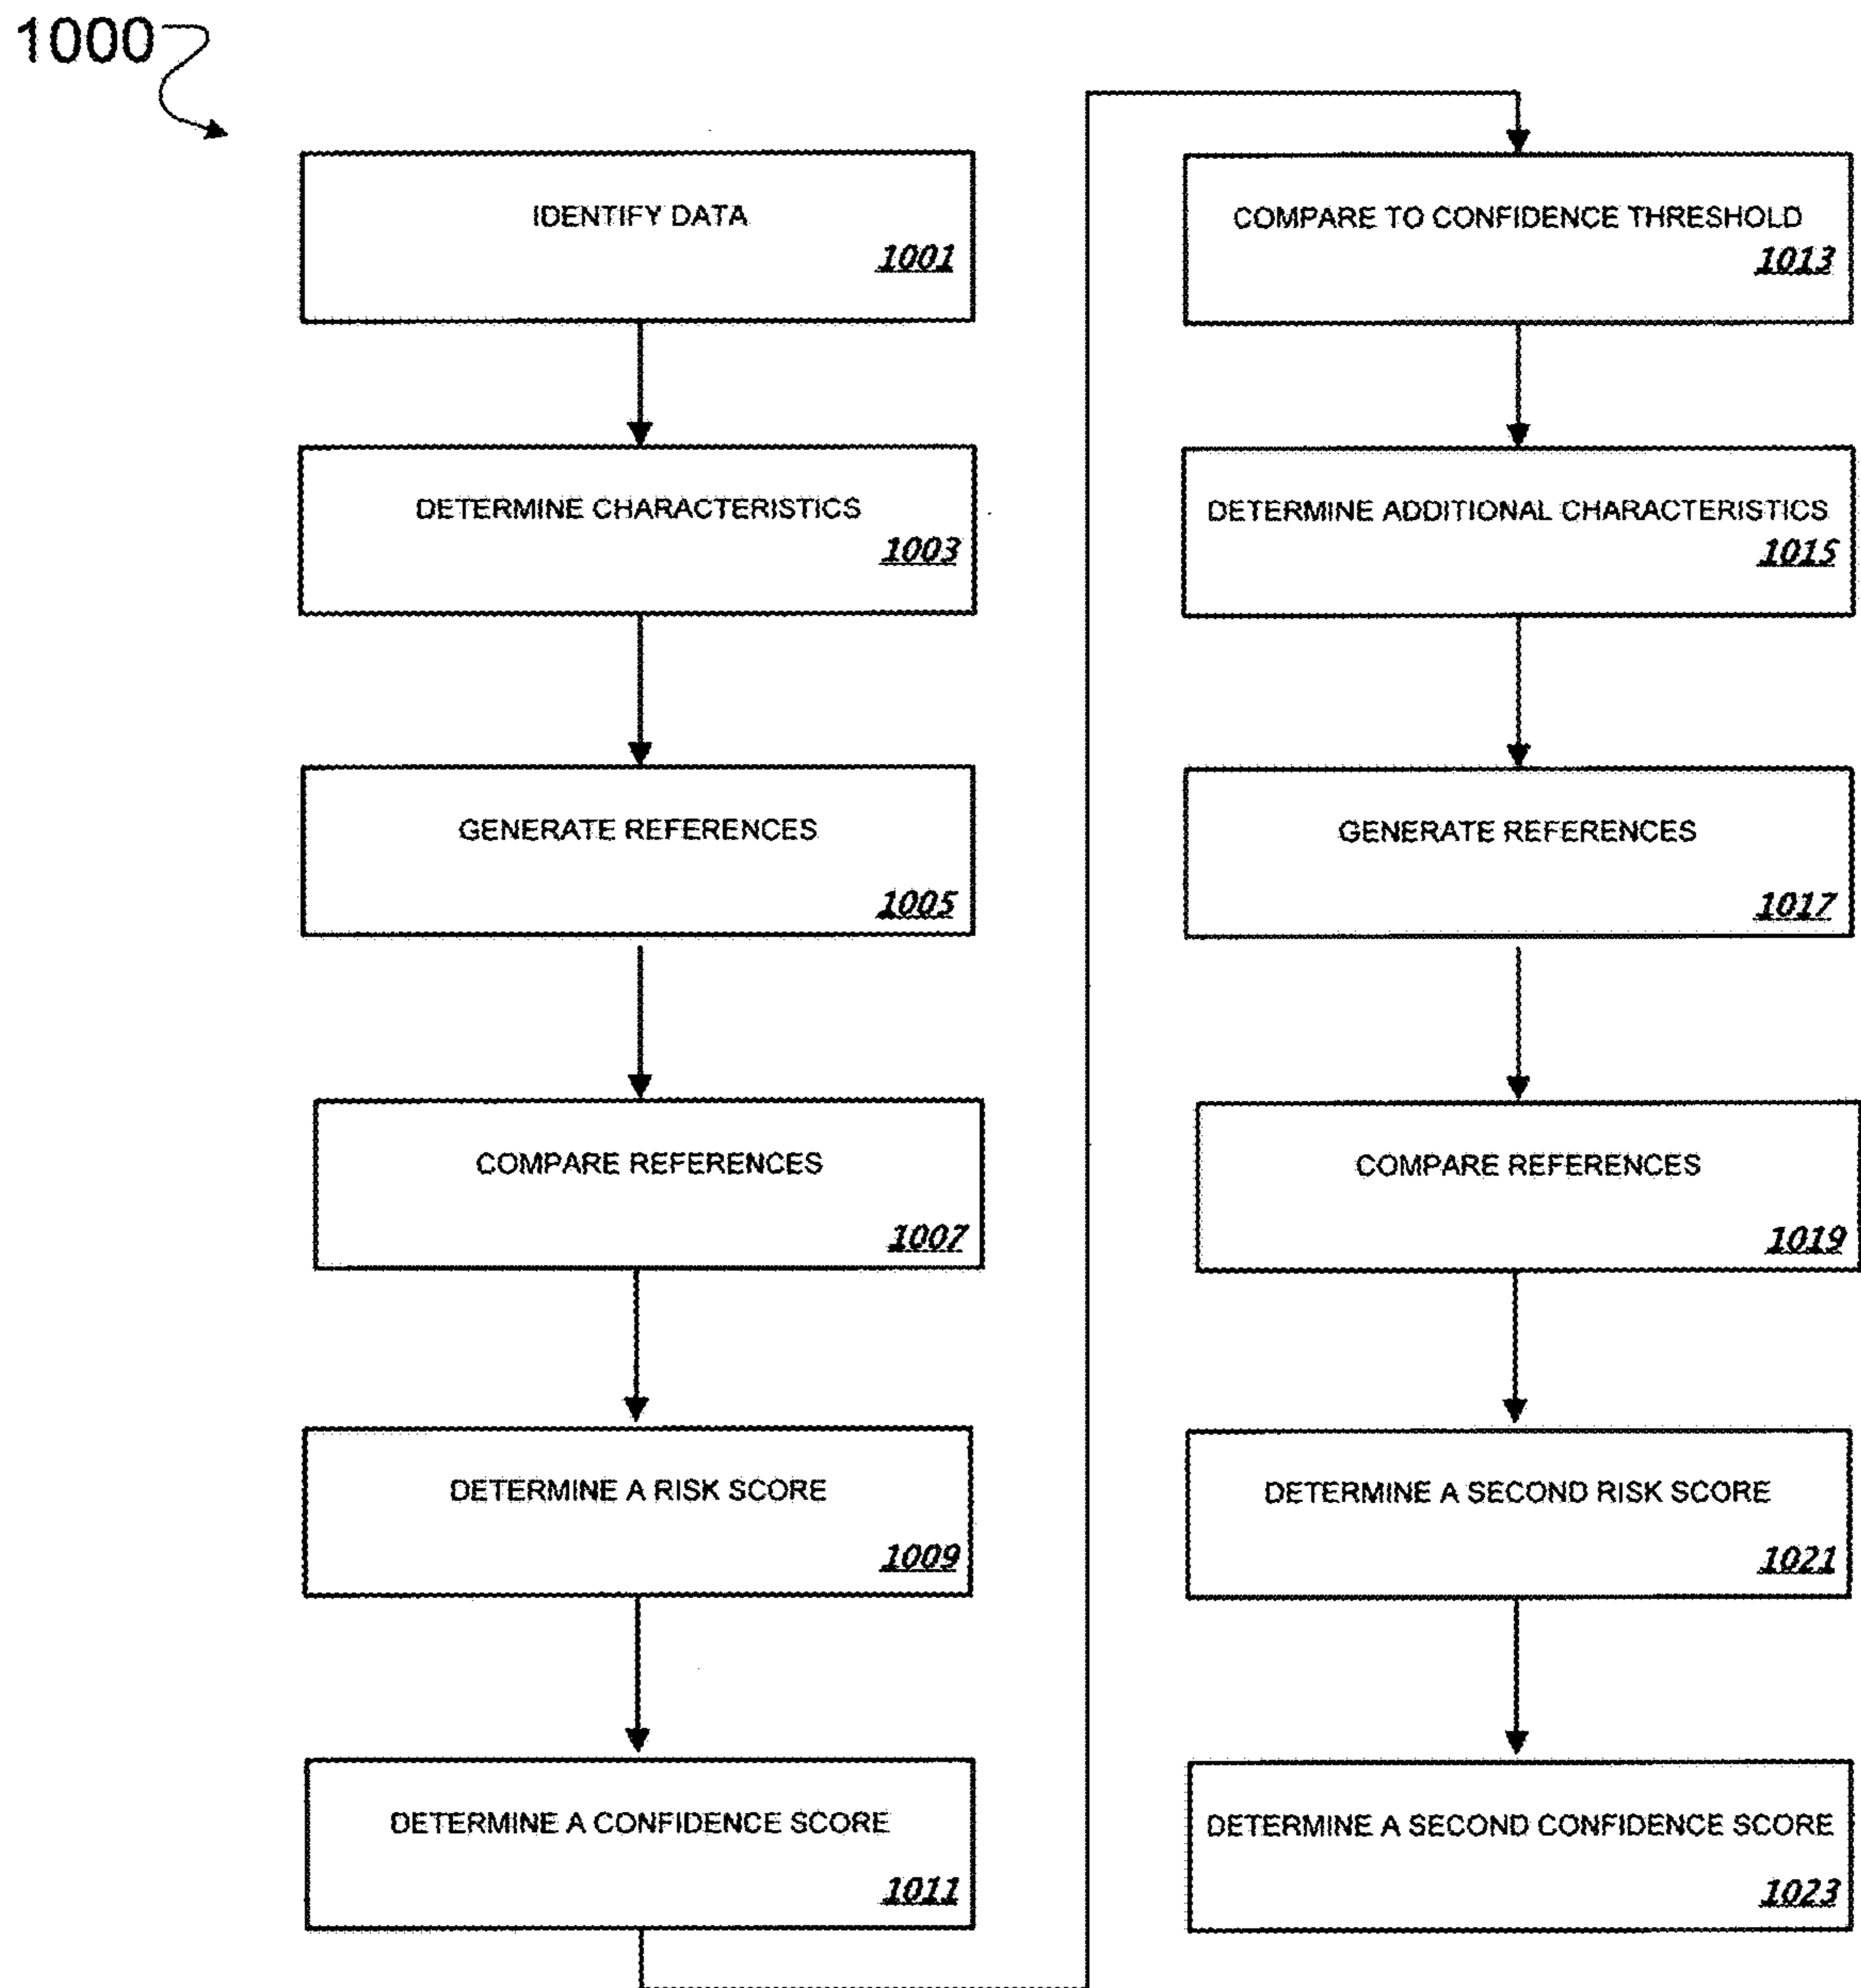 1000
IDENTIFY DATA
1001
DETERMINE CHARACTERISTICS
1003
GENERATE REFERENCES
1005
COMPARE REFERENCES
1007
DETERMINE A RISK SCORE
1009
DETERMINE A CONFIDENCE SCORE
1011
COMPARE TO CONFIDENCE THRESHOLD
1013
DETERMINE ADDITIONAL CHARACTERISTICS
1015
GENERATE REFERENCES
1017
COMPARE REFERENCES
1019
DETERMINE A SECOND RISK SCORE
1021
DETERMINE A SECOND CONFIDENCE SCORE
1023